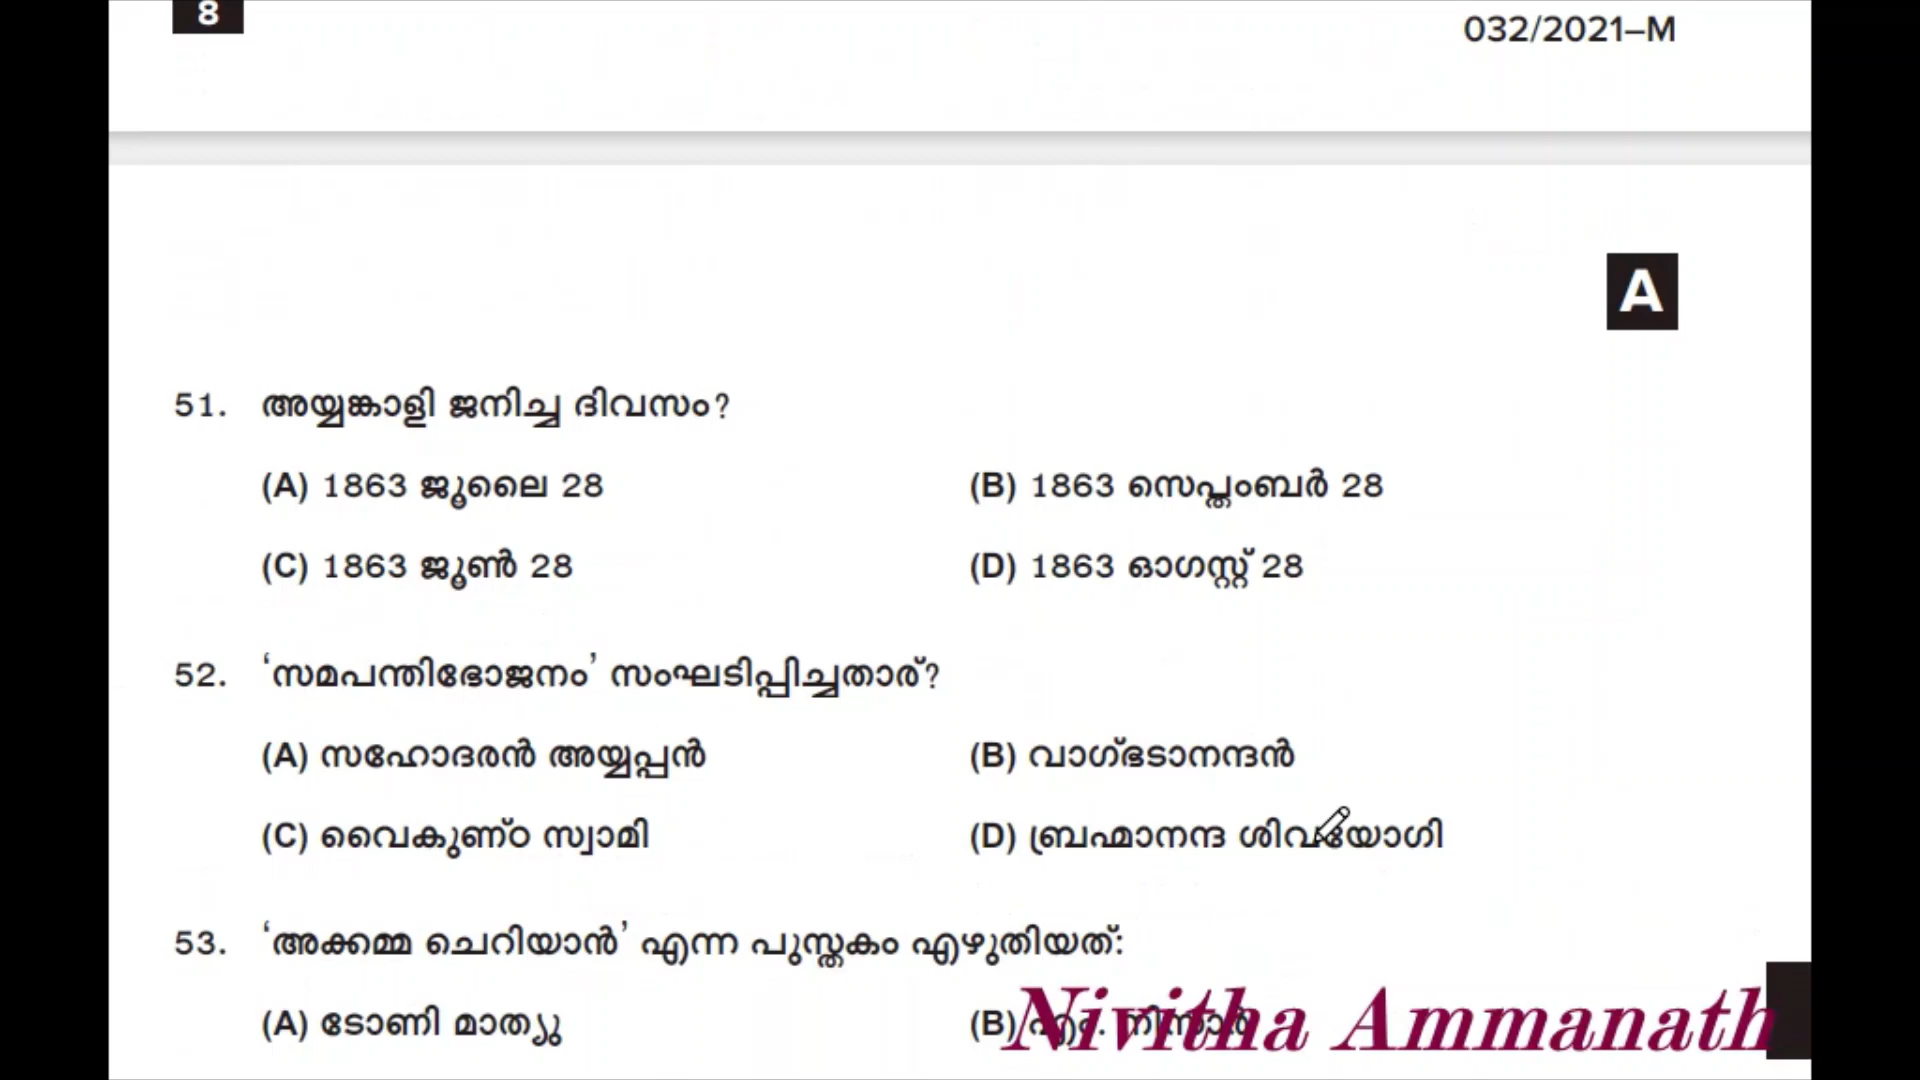 8
032/2021–M
A
51. അയ്യങ്കാളി ജനിച്ച ദിവസം?
(A) 1863 ജൂലൈ 28 (B) 1863 സെപ്തംബർ 28
(C) 1863 ജൂൺ 28 (D) 1863 ഓഗസ്റ്റ് 28
52. ‘സമപന്തിഭോജനം’ സംഘടിപ്പിച്ചതാര്?
(A) സഹോദരൻ അയ്യപ്പൻ (B) വാഗ്ഭടാനന്ദൻ
(C) വൈകുണ്ഠ സ്വാമി (D) ബ്രഹ്മാനന്ദ ശിവയോഗി
53. ‘അക്കമ്മ ചെറിയാൻ’ എന്ന പുസ്തകം എഴുതിയത്:
(A) ടോണി മാത്യു (B)
Nivitha Ammanath